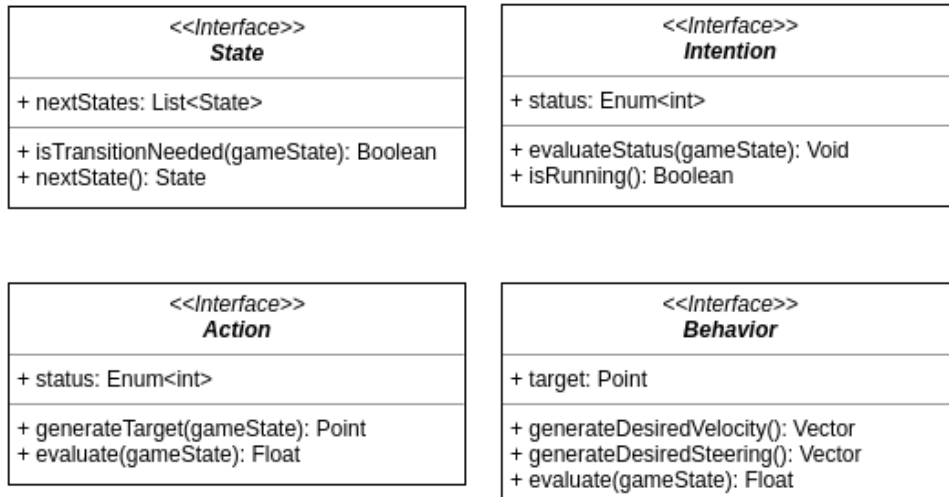 <<Interface>>
State
+ nextStates: List<State>
+ isTransitionNeeded(gameState): Boolean
+ nextState(): State
<<Interface>>
Intention
+ status: Enum<int>
+ evaluateStatus(gameState): Void
+ isRunning(): Boolean
<<Interface>>
Action
+ status: Enum<int>
+ generateTarget(gameState): Point
+ evaluate(gameState): Float
<<Interface>>
Behavior
+ target: Point
+ generateDesiredVelocity(): Vector
+ generateDesiredSteering(): Vector
+ evaluate(gameState): Float